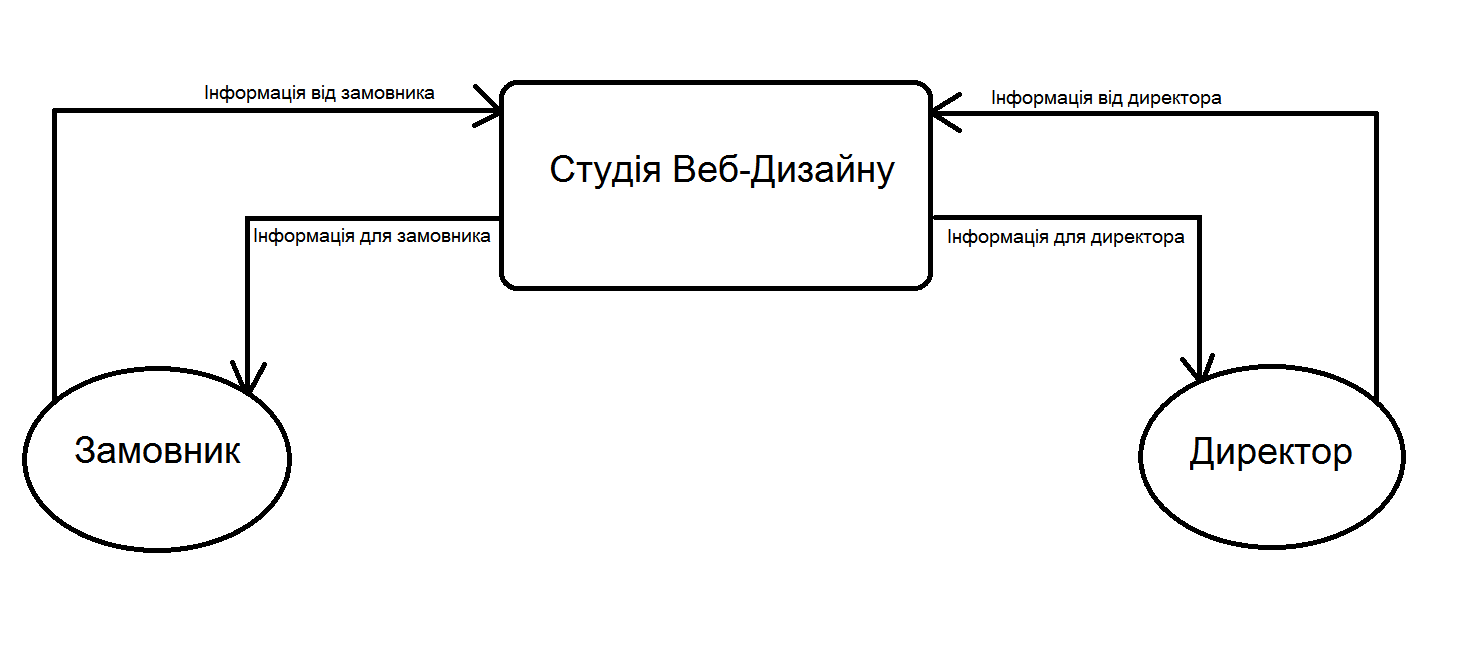 Інформація від замовника
Інформація від директора
Студія Веб-Дизайну
Інформація для замовника
Інформація для директора
Замовник
Директор